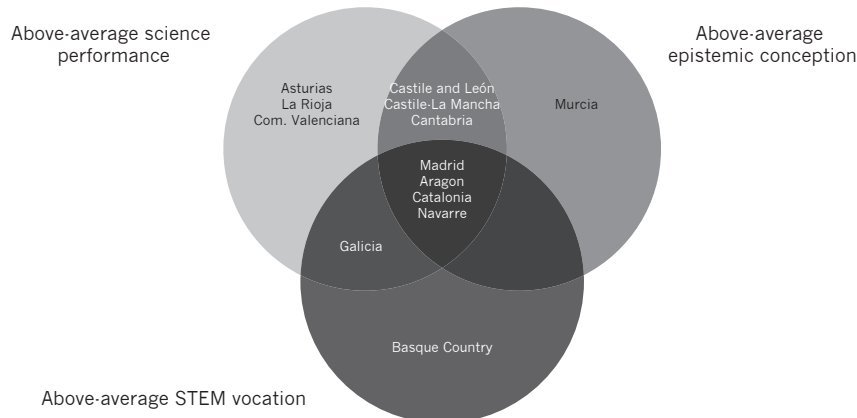 Above-average science
performance
Above-average
epistemic conception
Asturias
La Rioja
Com. Valenciana
Castile and León
Castile-La Mancha
Cantabria
Murcia
Madrid
Aragon
Catalonia
Navarre
Galicia
Basque Country
Above-average STEM vocation